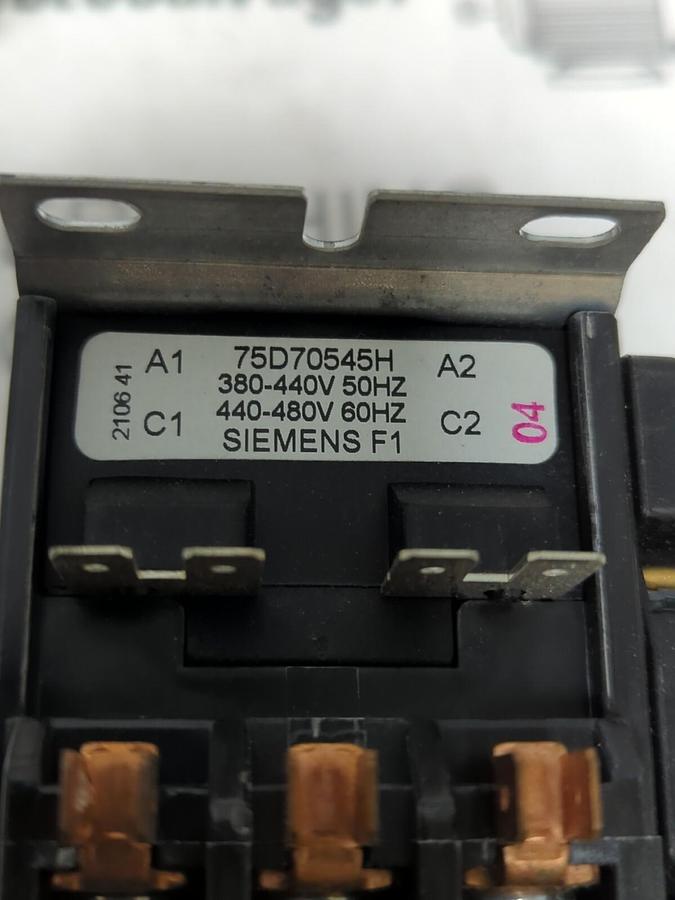 A1 75D70545H A2
380-440V 50HZ
440-480V 60HZ
C1 SIEMENS F1 C2
2106 41
04